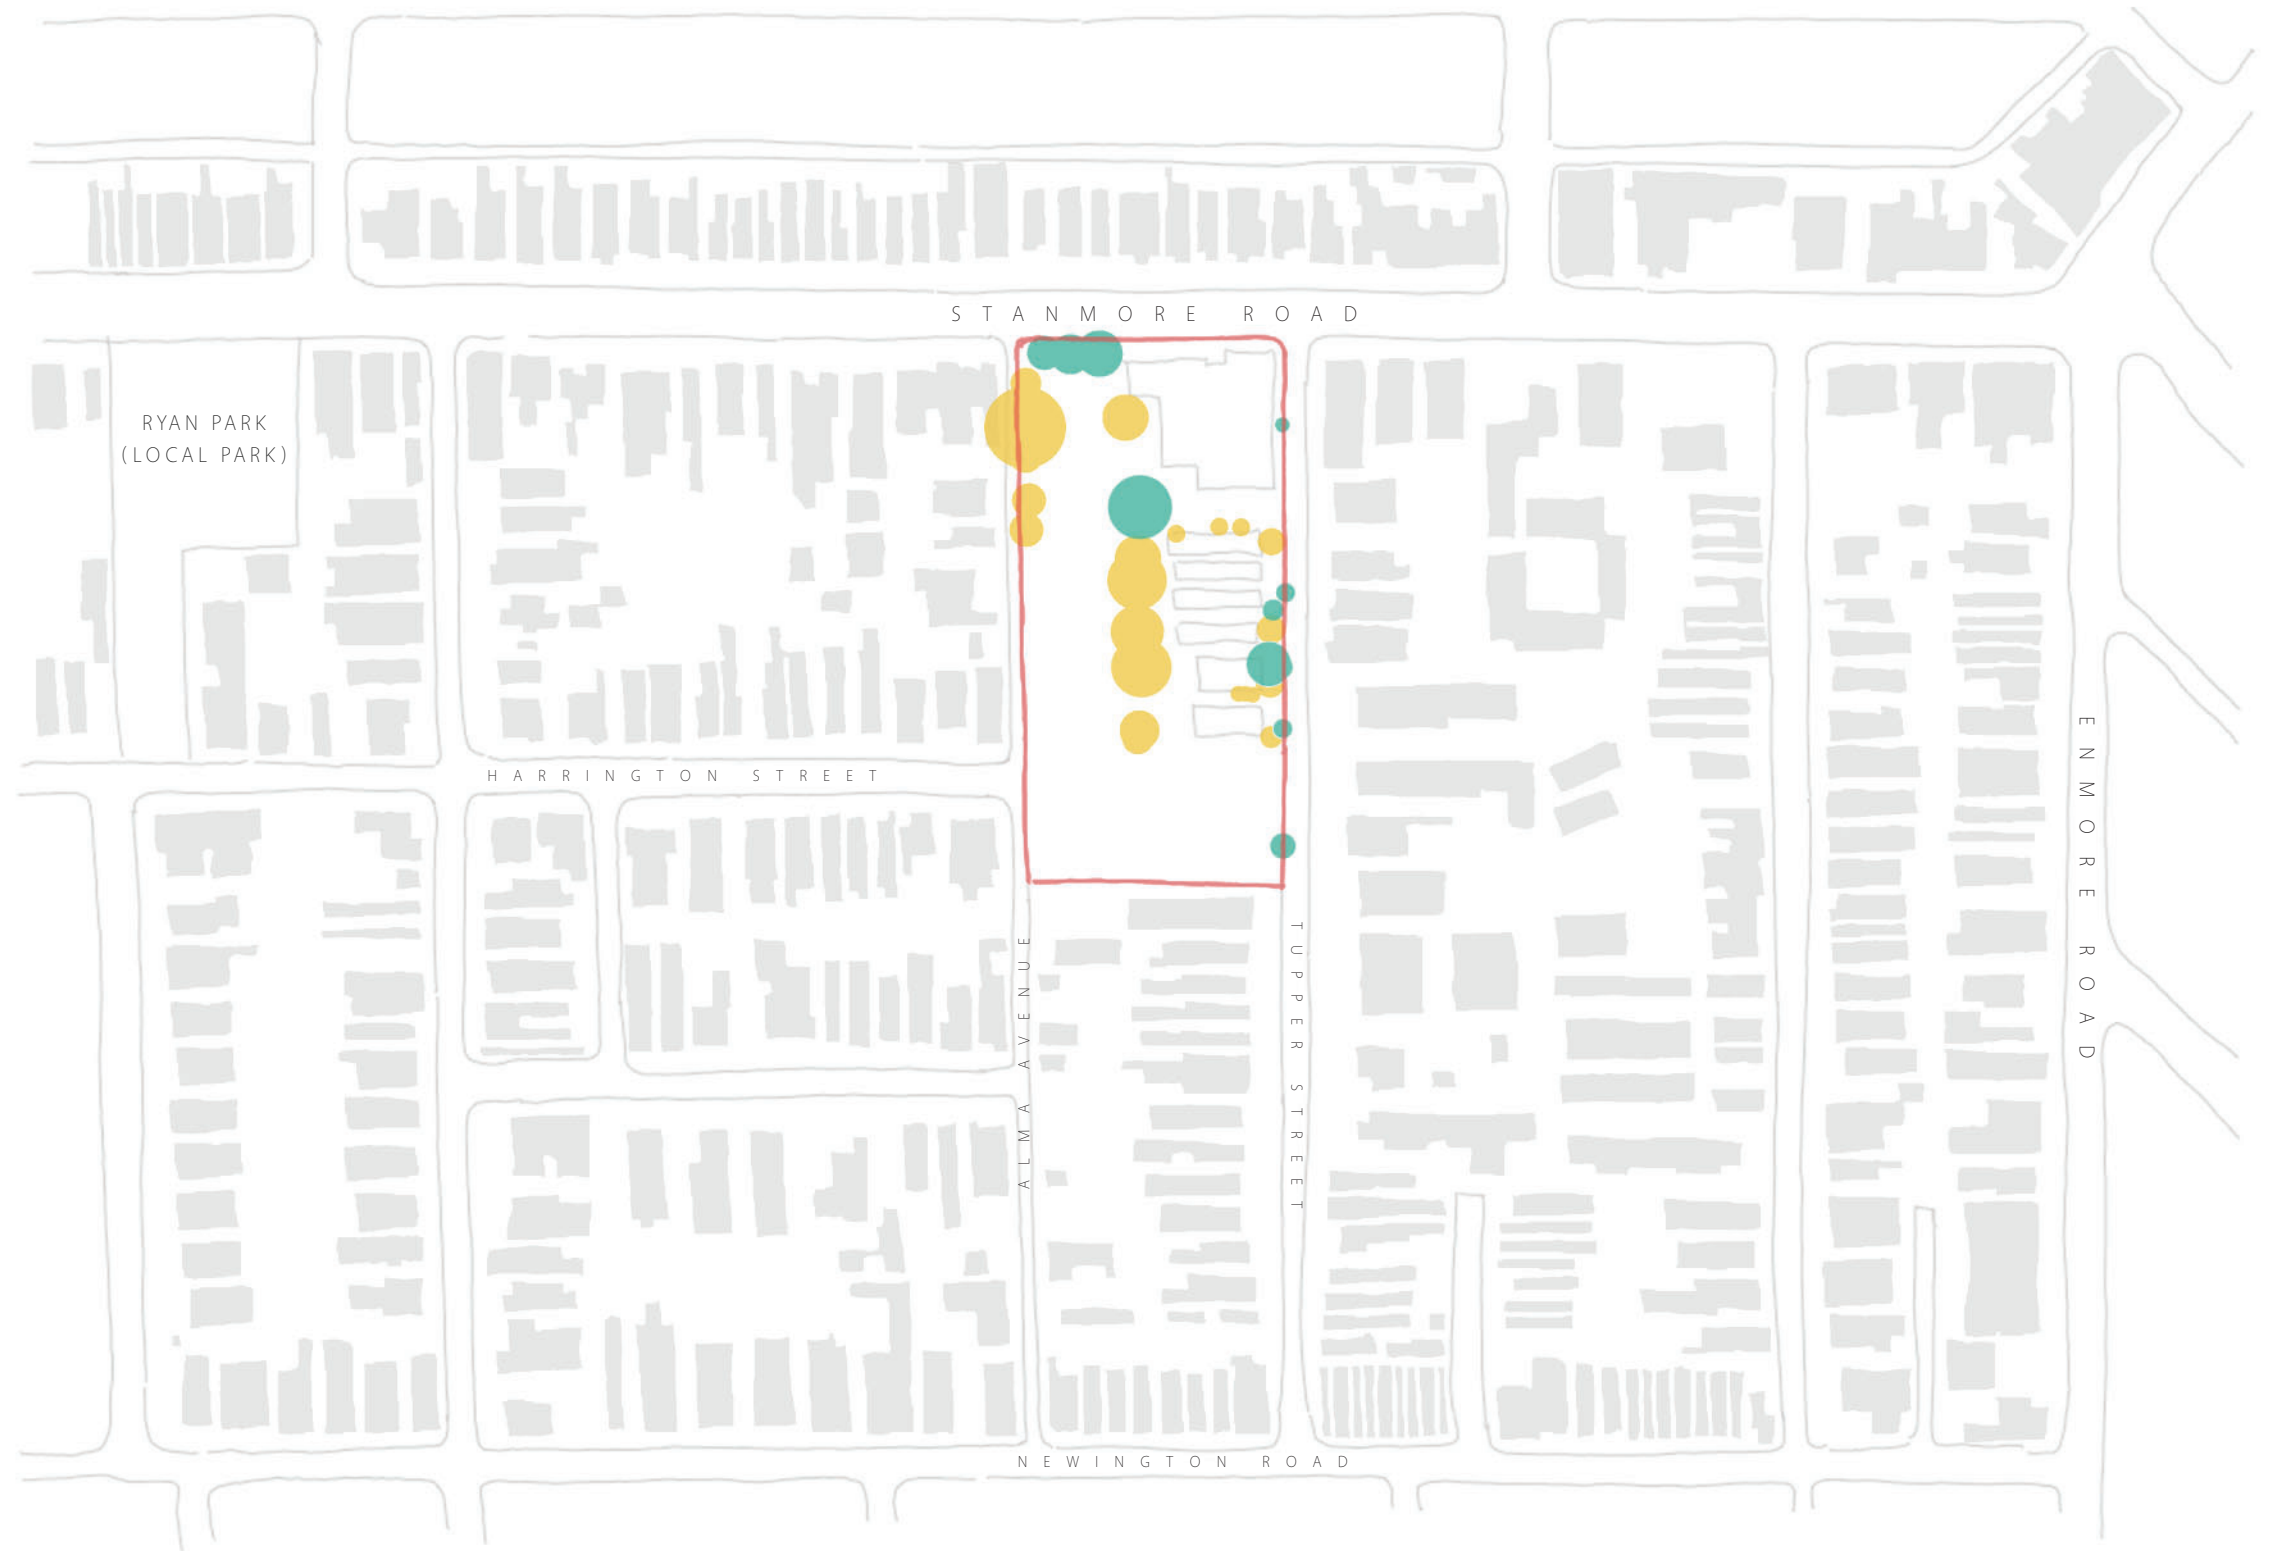 STANMORE ROAD
RYAN PARK
(LOCAL PARK)
HARRINGTON STREET
ENMORE ROAD
ALMA AVENUE
TUPPER STREET
NEWINGTON ROAD